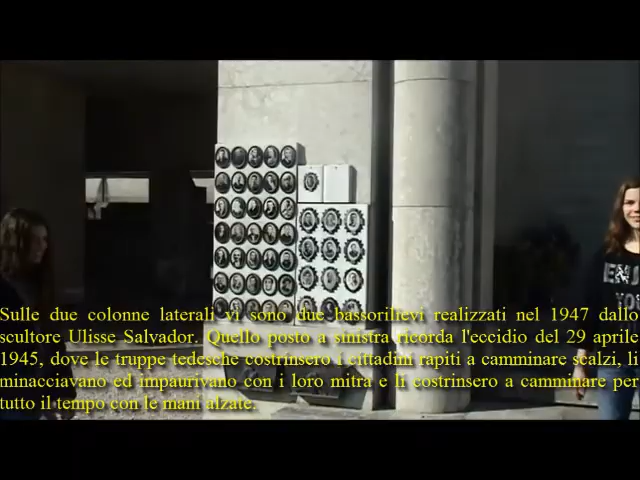 ENJOY
YOU
Sulle due colonne laterali vi sono due bassorilievi realizzati nel 1947 dallo
scultore Ulisse Salvador. Quello posto a sinistra ricorda l'eccidio del 29 aprile
1945, dove le truppe tedesche costrinsero i cittadini rapiti a camminare scalzi, li
minacciavano ed impaurivano con i loro mitra e li costrinsero a camminare per
tutto il tempo con le mani alzate.